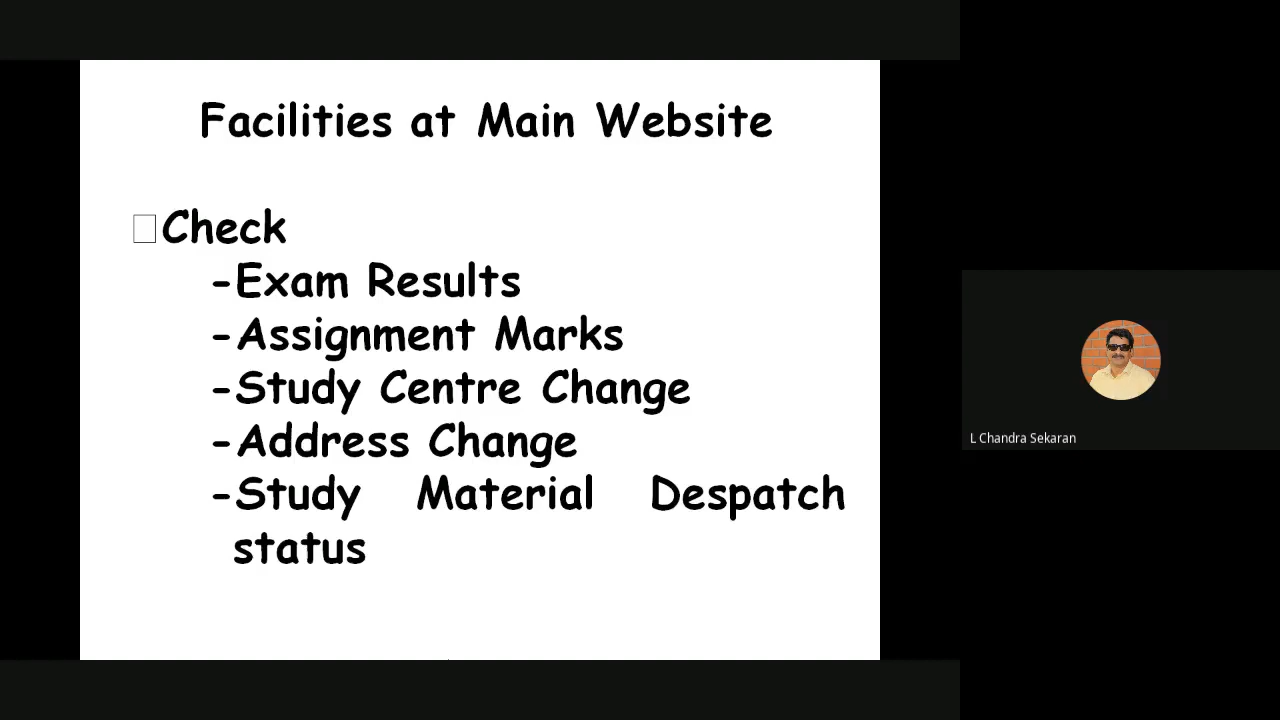 Facilities at Main Website
Check
-Exam Results
-Assignment Marks
-Study Centre Change
-Address Change
-Study Material Despatch
status
L Chandra Sekaran